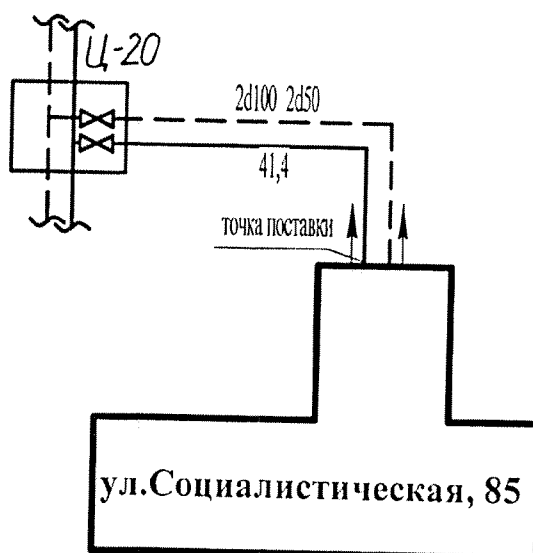 Ц-20
2d100 2d50
41,4
точка поставки
ул.Социалистическая, 85